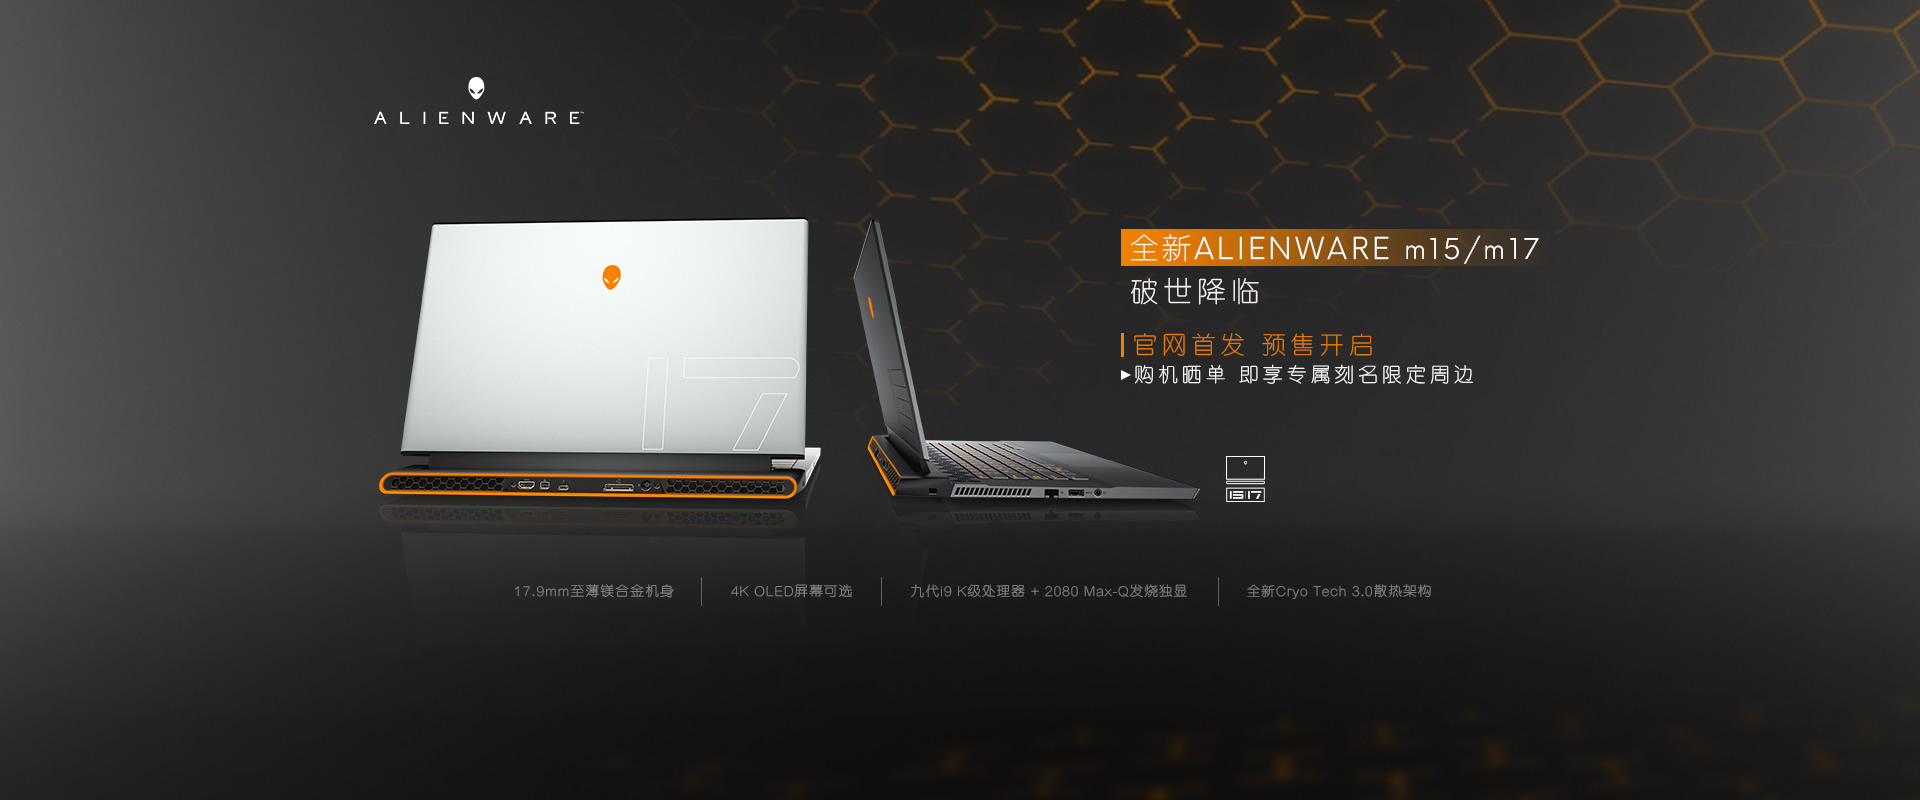 ALIENWARE
全新ALIENWARE m15/m17
破世降临
官网首发 预售开启
▸购机晒单 即享专属刻名限定周边
17
15 17
17.9mm至薄镁合金机身
4K OLED屏幕可选
九代i9 K级处理器 + 2080 Max-Q发烧独显
全新Cryo Tech 3.0散热架构